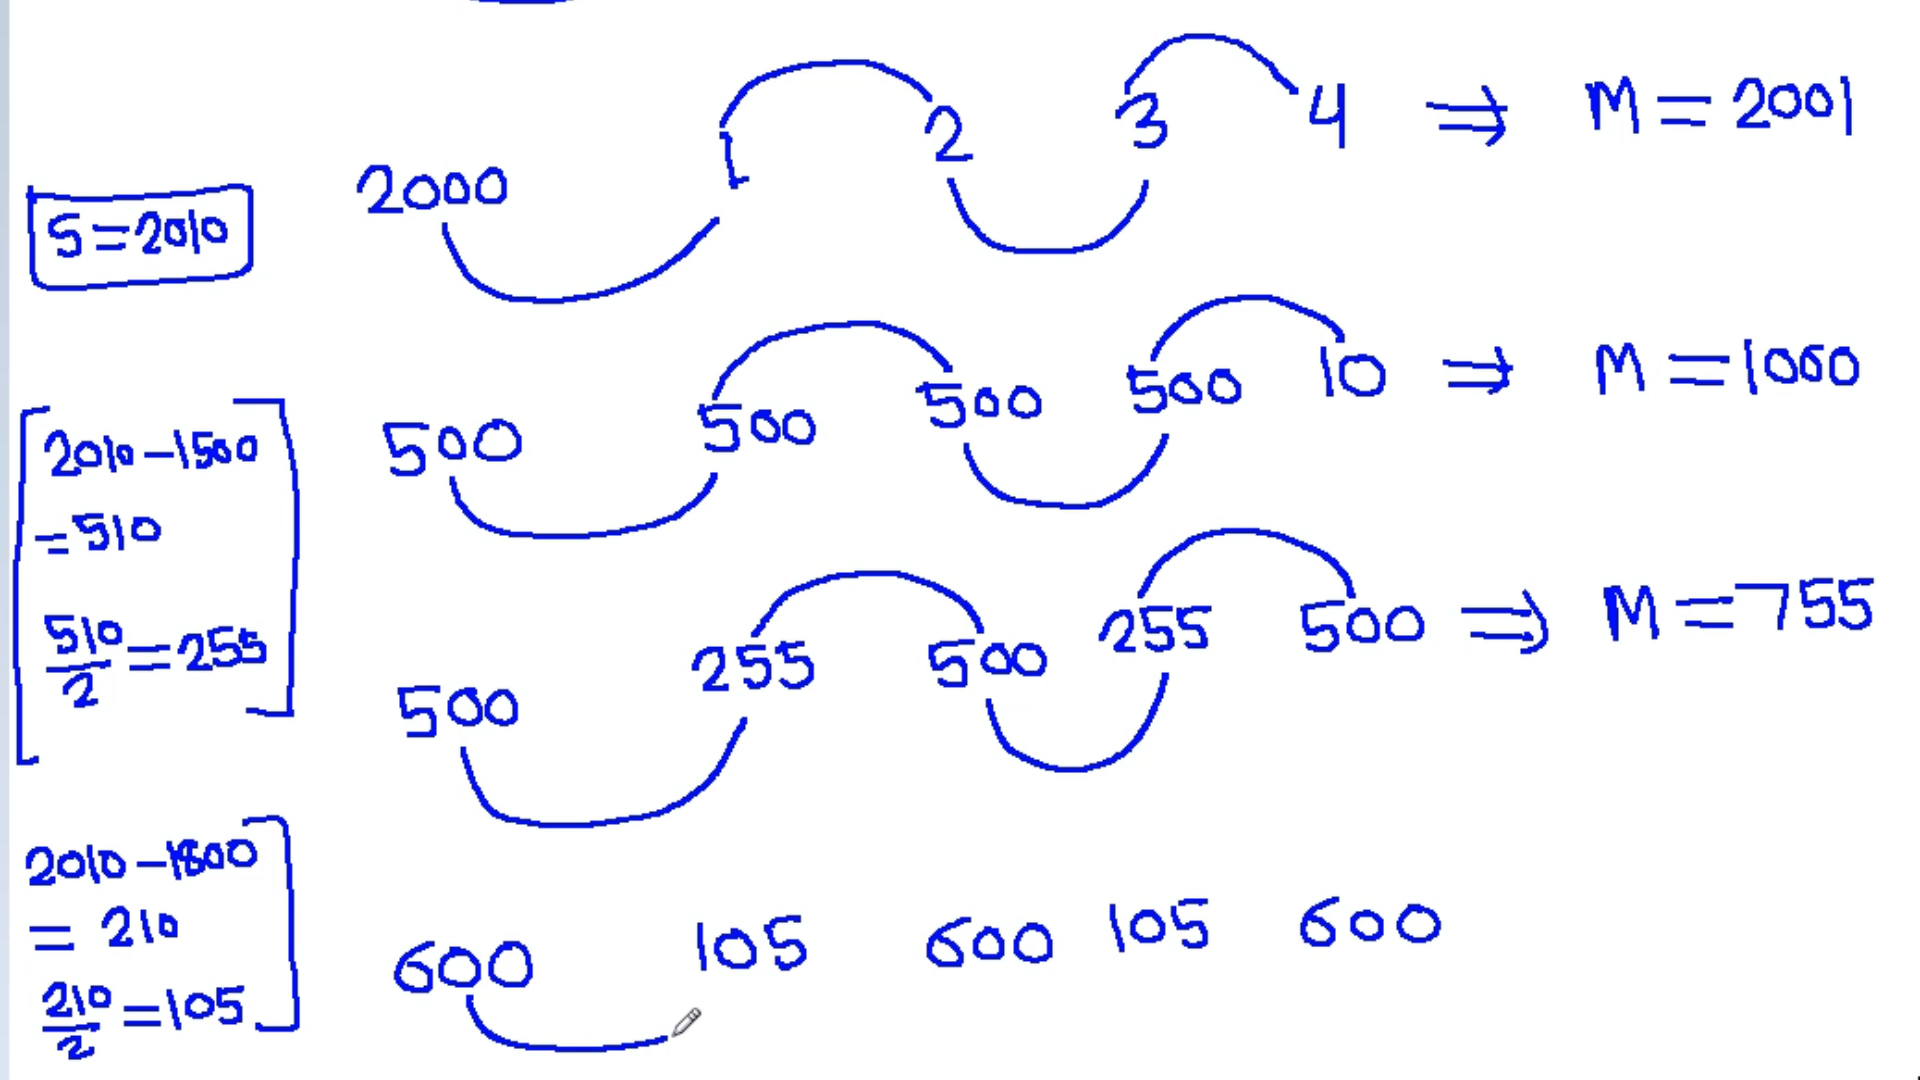 2000 1 2 3 4 ⇒ M = 2001
S = 2010
500 500 500 500 10 ⇒ M = 1000
2010 - 1500
= 510
510/2 = 255
500 255 500 255 500 ⇒ M = 755
2010 - 1800
= 210
210/2 = 105
600 105 600 105 600